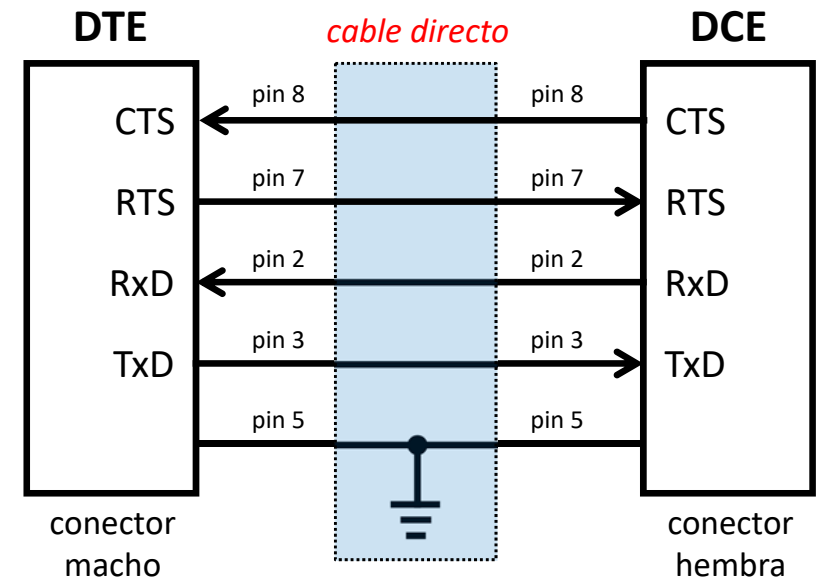 DTE cable directo DCE
CTS pin 8 pin 8 CTS
RTS pin 7 pin 7 RTS
RxD pin 2 pin 2 RxD
TxD pin 3 pin 3 TxD
pin 5 pin 5
conector conector
macho hembra